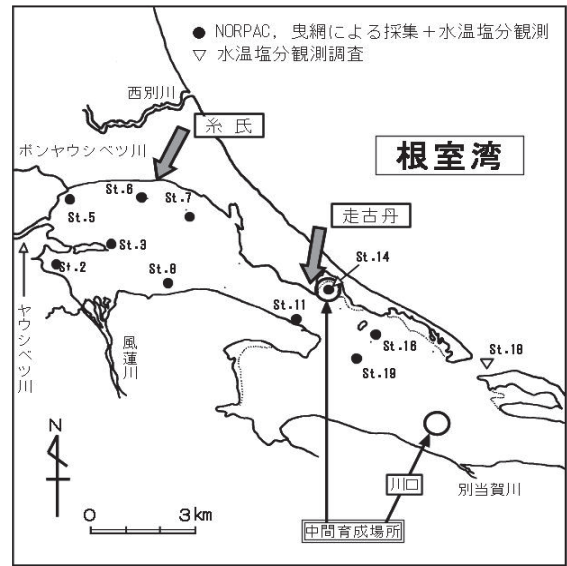 ● NORPAC, 曳網による採集+水温塩分観測
▽ 水温塩分観測調査
西別川
糸 氏
ポンヤウシベツ川
根室湾
St.6
St.7
走古丹
St.5
St.14
St.3
St.2
St.8
St.11
St.16
St.18
ヤウシベツ川
風蓮川
St.19
N
川口
別当賀川
0 3km
中間育成場所